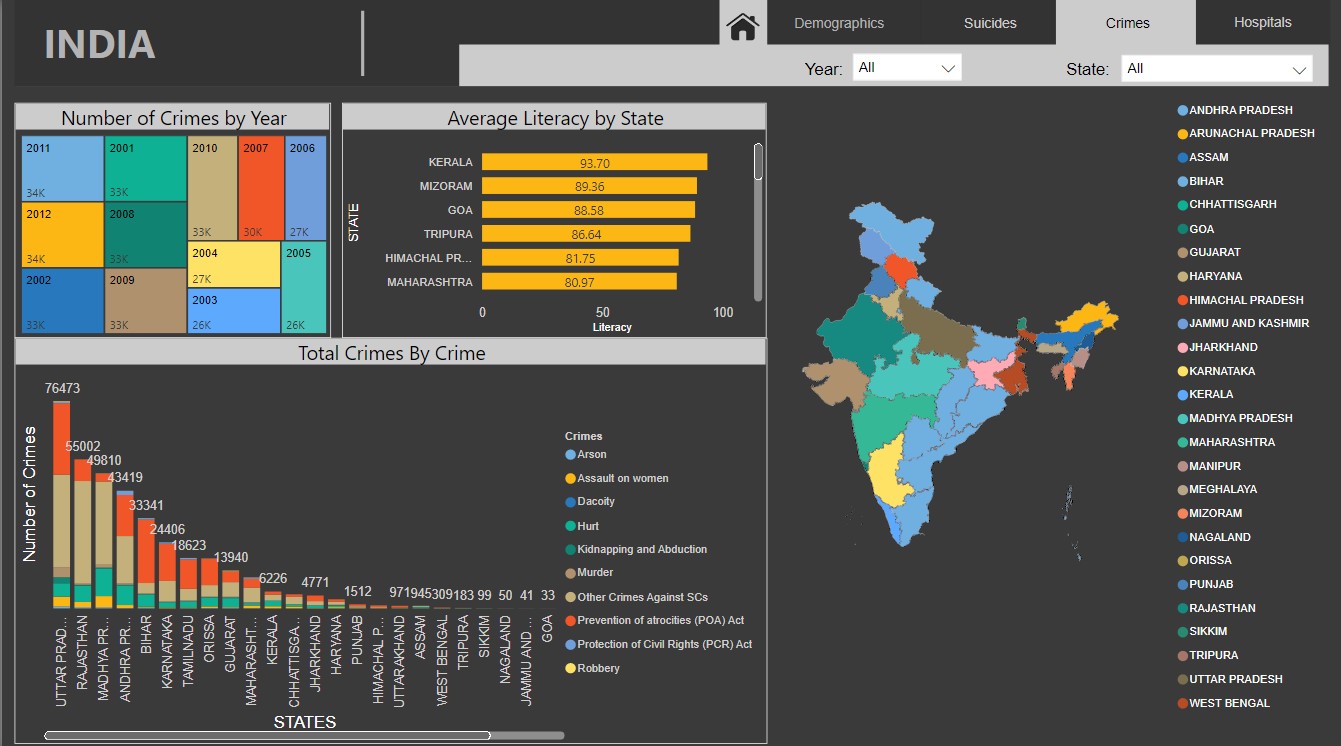 INDIA
Demographics
Suicides
Crimes
Hospitals
Year: All
State: All
Number of Crimes by Year
2011
34K
2012
34K
2002
33K
2001
33K
2008
33K
2009
33K
2010
33K
2007
30K
2006
27K
2004
27K
2003
26K
2005
26K
Average Literacy by State
STATE
KERALA 93.70
MIZORAM 89.36
GOA 88.58
TRIPURA 86.64
HIMACHAL PR... 81.75
MAHARASHTRA 80.97
0 50 100
Literacy
Total Crimes By Crime
Number of Crimes
76473
55002
49810
43419
33341
24406
18623
13940
6226
4771
1512
971
945
309
183
99
50
41
33
UTTAR PRAD...
RAJASTHAN
MADHYA PR...
ANDHRA PR...
BIHAR
KARNATAKA
TAMILNADU
ORISSA
GUJARAT
MAHARASHT...
KERALA
CHHATTISGA...
JHARKHAND
HARYANA
PUNJAB
HIMACHAL P...
UTTARAKHAND
ASSAM
WEST BENGAL
TRIPURA
SIKKIM
NAGALAND
JAMMU AND ...
GOA
STATES
Crimes
Arson
Assault on women
Dacoity
Hurt
Kidnapping and Abduction
Murder
Other Crimes Against SCs
Prevention of atrocities (POA) Act
Protection of Civil Rights (PCR) Act
Robbery
ANDHRA PRADESH
ARUNACHAL PRADESH
ASSAM
BIHAR
CHHATTISGARH
GOA
GUJARAT
HARYANA
HIMACHAL PRADESH
JAMMU AND KASHMIR
JHARKHAND
KARNATAKA
KERALA
MADHYA PRADESH
MAHARASHTRA
MANIPUR
MEGHALAYA
MIZORAM
NAGALAND
ORISSA
PUNJAB
RAJASTHAN
SIKKIM
TRIPURA
UTTAR PRADESH
WEST BENGAL